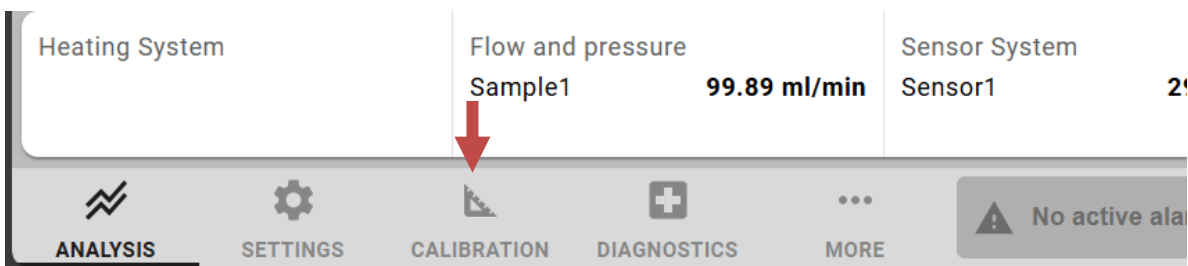 Heating System
Flow and pressure
Sample1 99.89 ml/min
Sensor System
Sensor1
ANALYSIS
SETTINGS
CALIBRATION
DIAGNOSTICS
MORE
No active